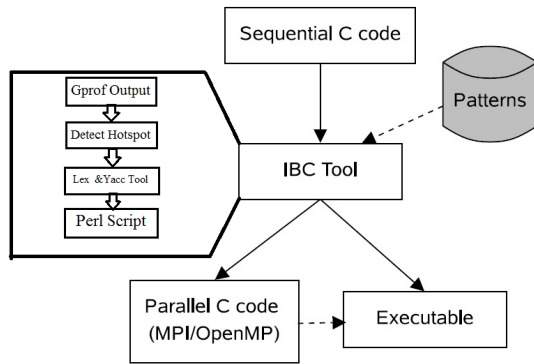 Sequential C code
Gprof Output
Detect Hotspot
Lex &Yacc Tool
Perl Script
Patterns
IBC Tool
Parallel C code
(MPI/OpenMP)
Executable